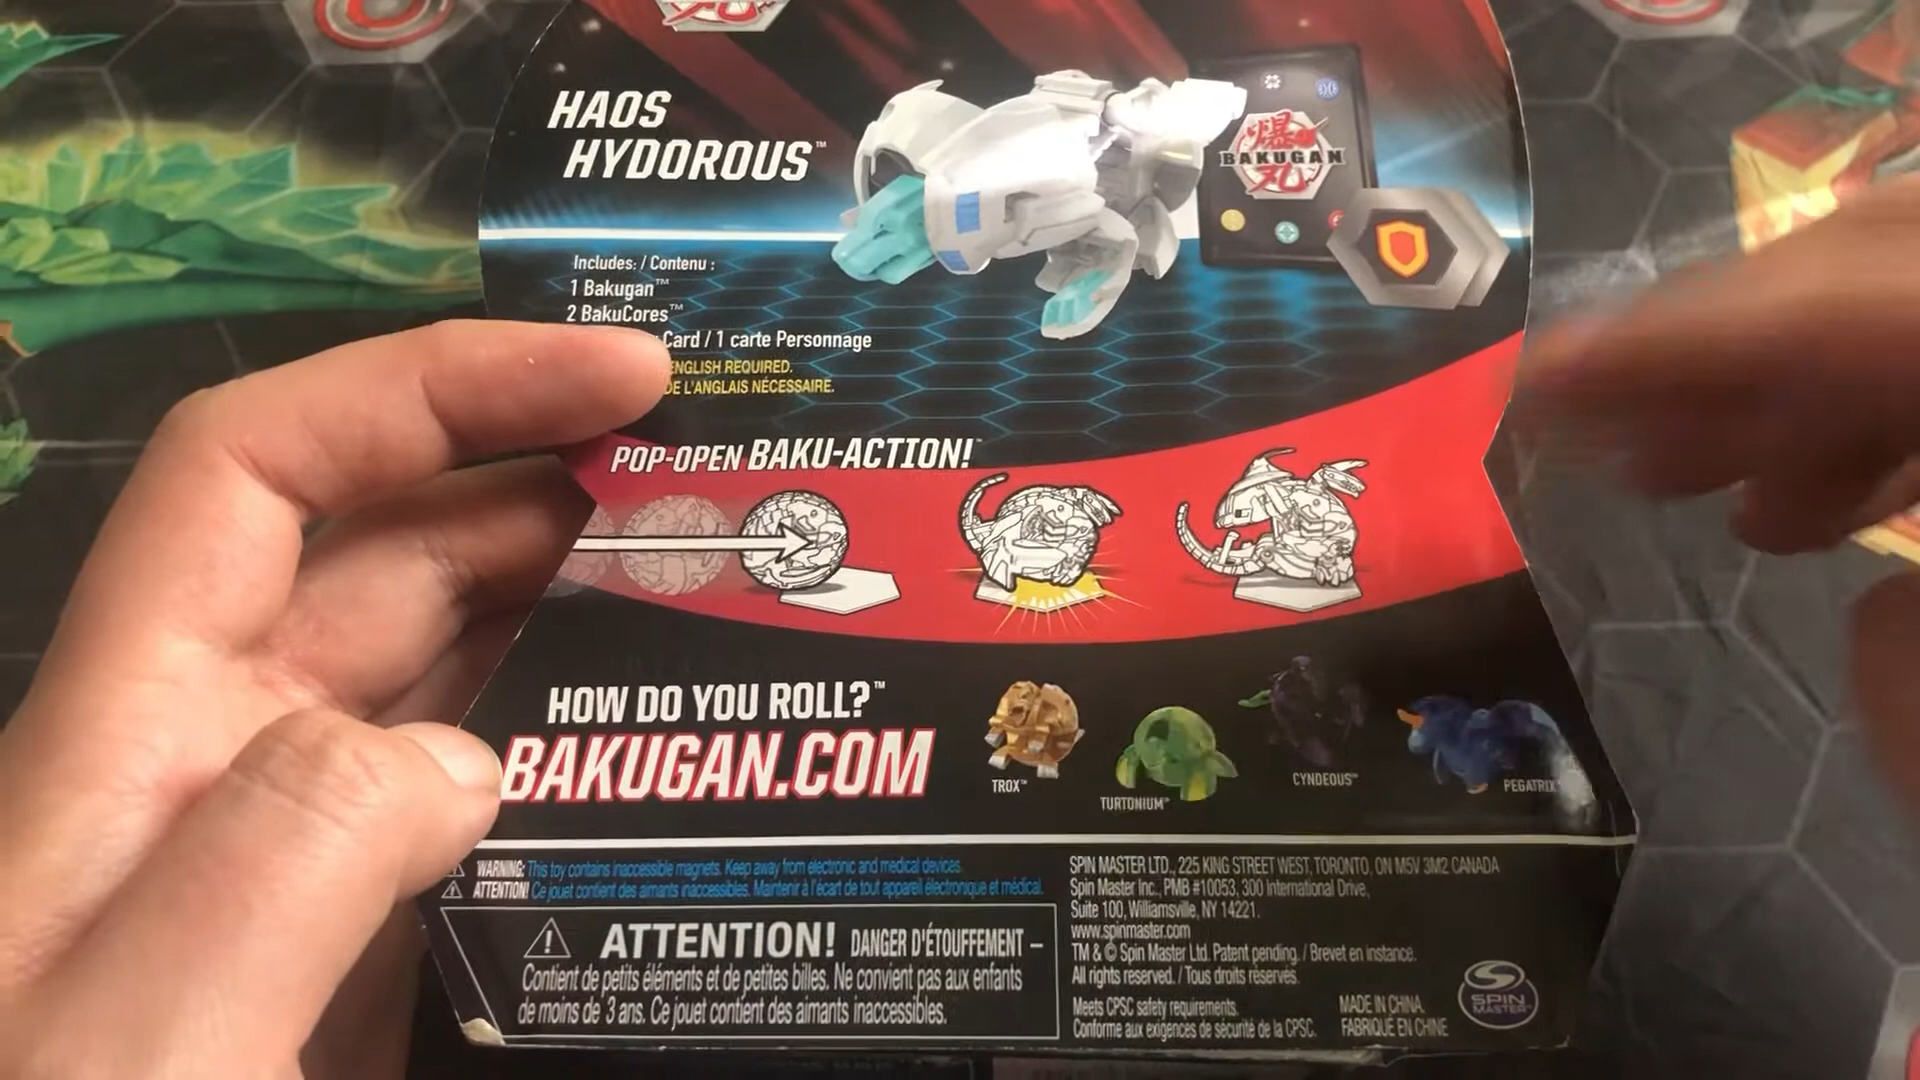 HAOS
HYDOROUS™
爆
BAKUGAN
丸
Includes: / Contenu :
1 Bakugan™
2 BakuCores™
Card / 1 carte Personnage
ENGLISH REQUIRED.
DE L'ANGLAIS NÉCESSAIRE.
POP-OPEN BAKU-ACTION!™
HOW DO YOU ROLL?™
BAKUGAN.COM
TROX™
TURTONIUM™
CYNDEOUS™
PEGATRIX
WARNING: This toy contains inaccessible magnets. Keep away from electronic and medical devices.
ATTENTION! Ce jouet contient des aimants inaccessibles. Maintenir à l'écart de tout appareil électronique et médical.
ATTENTION! DANGER D'ÉTOUFFEMENT –
Contient de petits éléments et de petites billes. Ne convient pas aux enfants
de moins de 3 ans. Ce jouet contient des aimants inaccessibles.
SPIN MASTER LTD., 225 KING STREET WEST, TORONTO, ON M5V 3M2 CANADA
Spin Master Inc., PMB #10053, 300 International Drive,
Suite 100, Williamsville, NY 14221.
www.spinmaster.com
TM & © Spin Master Ltd. Patent pending. / Brevet en instance.
All rights reserved. / Tous droits réservés.
Meets CPSC safety requirements.
Conforme aux exigences de sécurité de la CPSC.
MADE IN CHINA.
FABRIQUÉ EN CHINE
SPIN
MASTER™